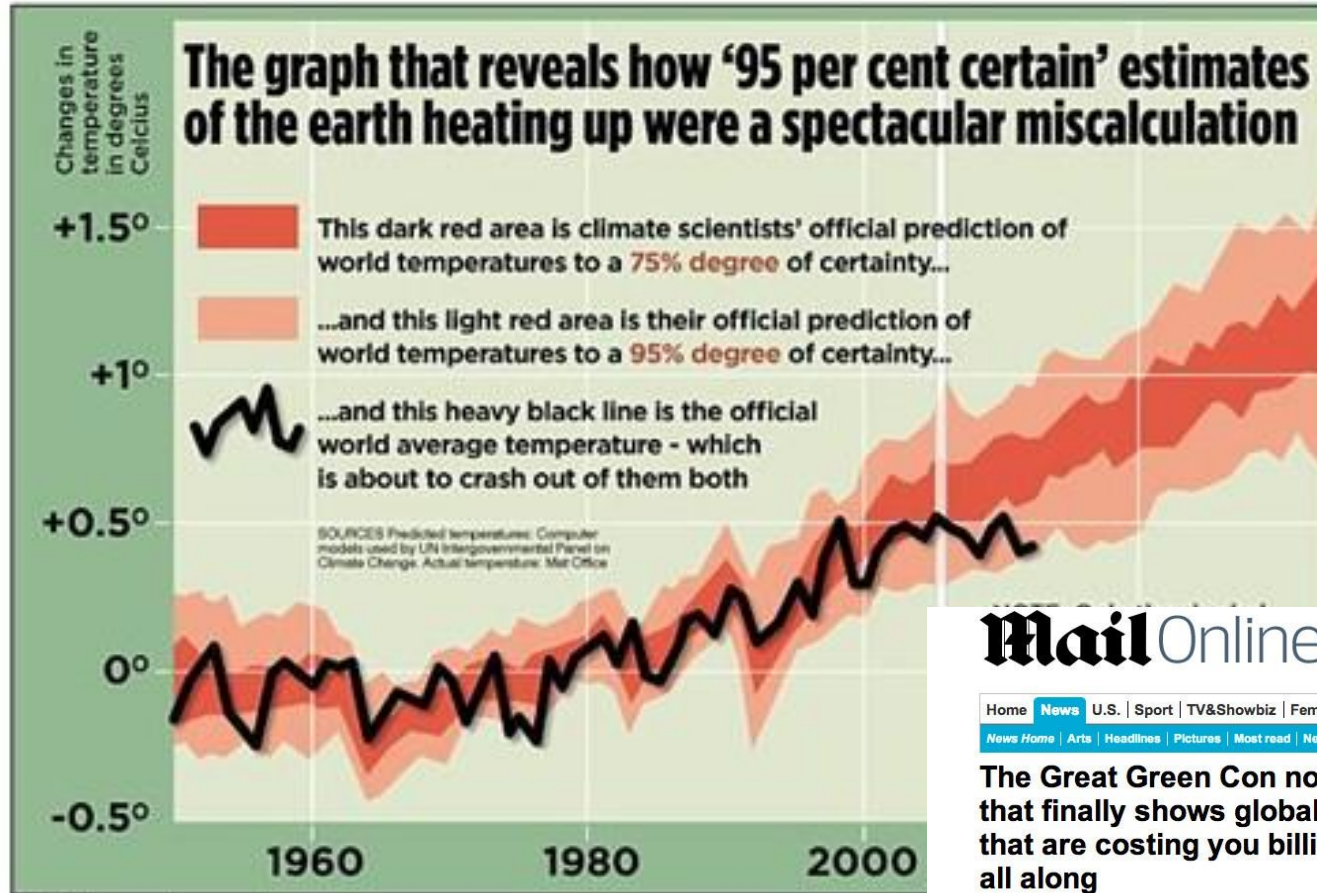 Changes in
temperature
in degrees
Celcius
The graph that reveals how ‘95 per cent certain’ estimates
of the earth heating up were a spectacular miscalculation
+1.5°
+1°
+0.5°
0°
-0.5°
This dark red area is climate scientists’ official prediction of
world temperatures to a 75% degree of certainty...
...and this light red area is their official prediction of
world temperatures to a 95% degree of certainty...
...and this heavy black line is the official
world average temperature - which
is about to crash out of them both
SOURCES Predicted temperatures: Computer
models used by UN Intergovernmental Panel on
Climate Change. Actual temperature: Met Office
1960 1980 2000
Mail Online
Home News U.S. | Sport | TV&Showbiz | Fem
News Home | Arts | Headlines | Pictures | Most read | Ne
The Great Green Con no
that finally shows global
that are costing you billi
all along